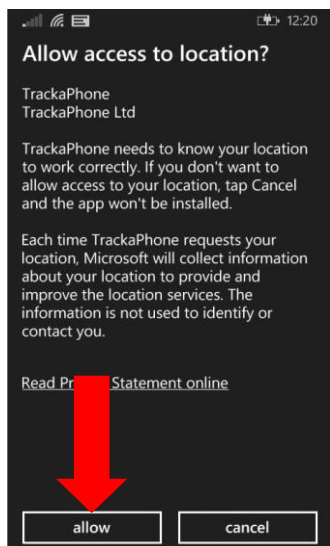 12:20
Allow access to location?
TrackaPhone
TrackaPhone Ltd
TrackaPhone needs to know your location
to work correctly. If you don't want to
allow access to your location, tap Cancel
and the app won't be installed.
Each time TrackaPhone requests your
location, Microsoft will collect information
about your location to provide and
improve the location services. The
information is not used to identify or
contact you.
Read Statement online
allow
cancel